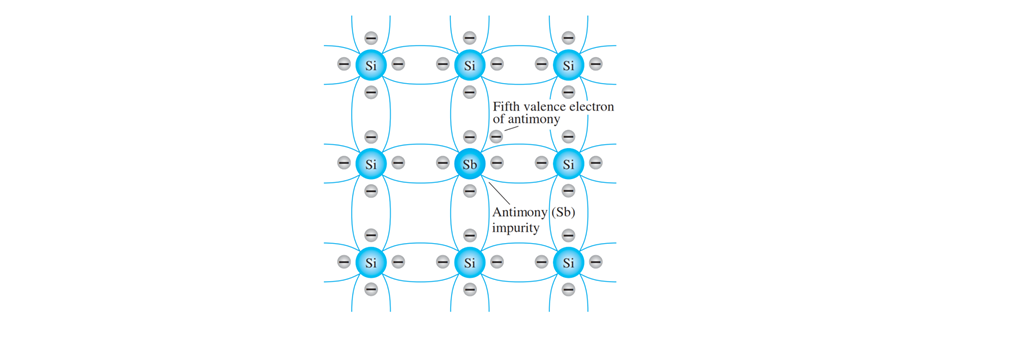 Si Si Si
Fifth valence electron
of antimony
Si Sb Si
Antimony (Sb)
impurity
Si Si Si